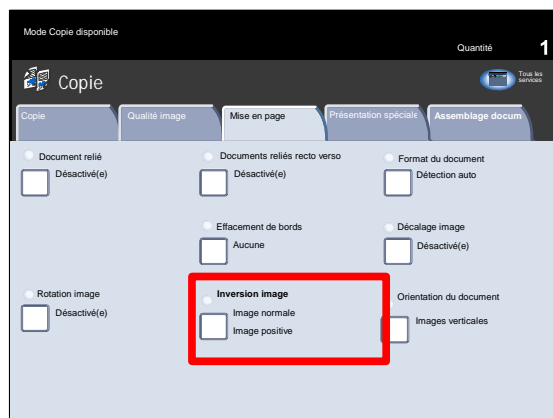 Mode Copie disponible
Quantité 1
Copie
Tous les
services
Copie
Qualité image
Mise en page
Présentation spéciale
Assemblage docum
Document relié
Désactivé(e)
Documents reliés recto verso
Désactivé(e)
Format du document
Détection auto
Effacement de bords
Aucune
Décalage image
Désactivé(e)
Rotation image
Désactivé(e)
Inversion image
Image normale
Image positive
Orientation du document
Images verticales